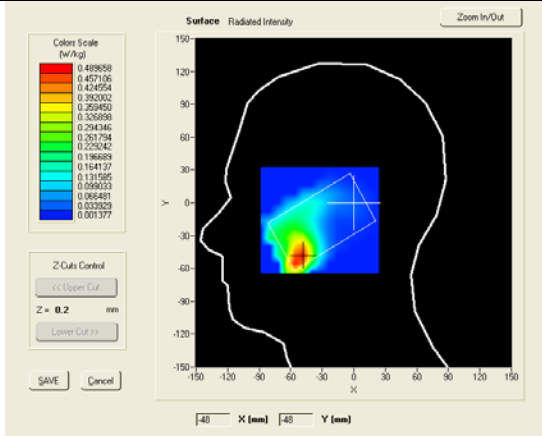 Surface Radiated Intensity
Zoom In/Out
Colors Scale
(W/kg)
0.489658
0.457106
0.424554
0.392002
0.359450
0.326898
0.294346
0.261794
0.229242
0.196689
0.164137
0.131585
0.099033
0.066481
0.033929
0.001377
Z-Cuts Control
<< Upper Cut
Z = 0.2 mm
Lower Cut >>
SAVE Cancel
150
120
90
60
30
0
-30
-60
-90
-120
-150
Y
-150 -120 -90 -60 -30 0 30 60 90 120 150
X
-48 X (mm) -48 Y (mm)